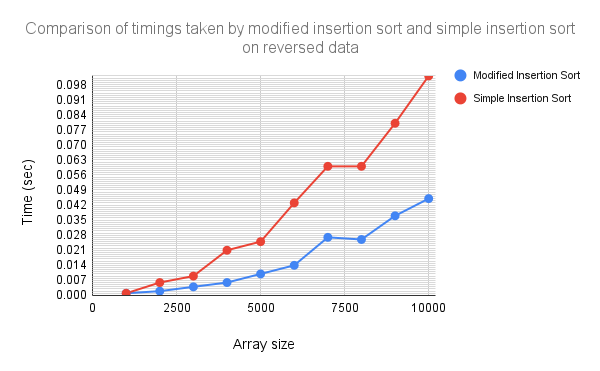 Comparison of timings taken by modified insertion sort and simple insertion sort
on reversed data
Modified Insertion Sort
Simple Insertion Sort
Time (sec)
0.098
0.091
0.084
0.077
0.070
0.063
0.056
0.049
0.042
0.035
0.028
0.021
0.014
0.007
0.000
0 2500 5000 7500 10000
Array size